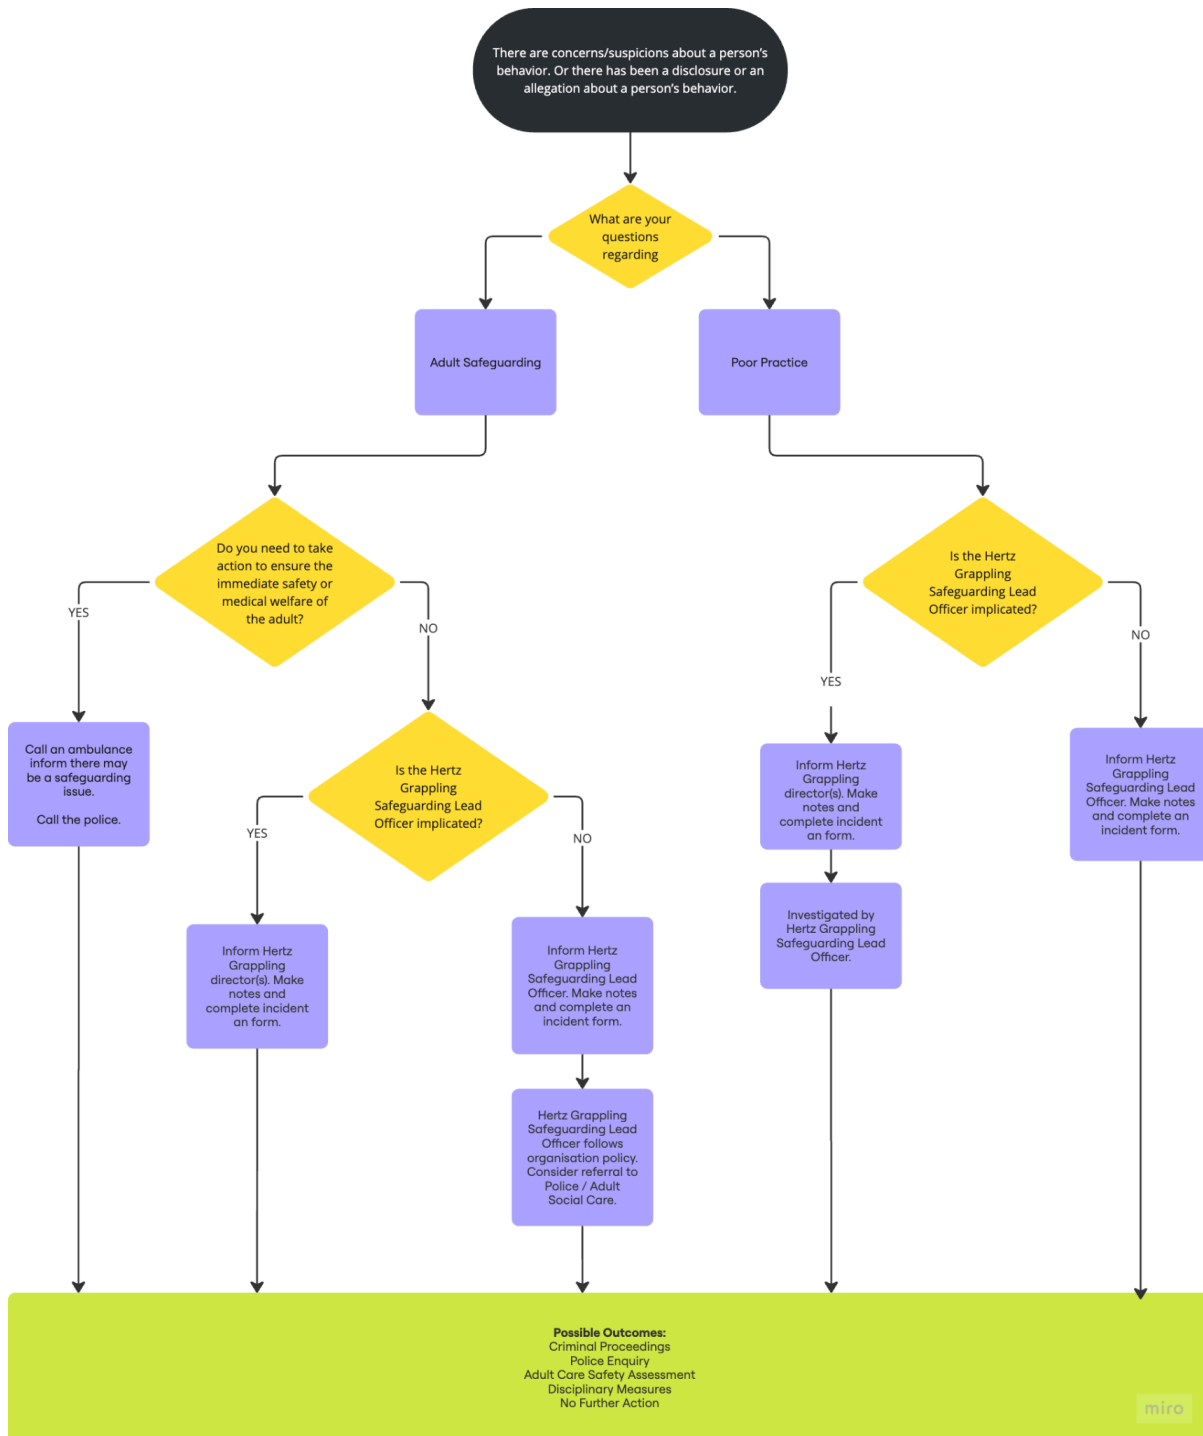 There are concerns/suspicions about a person's
behavior. Or there has been a disclosure or an
allegation about a person's behavior.
What are your
questions
regarding
Adult Safeguarding
Poor Practice
Do you need to take
action to ensure the
immediate safety or
medical welfare of
the adult?
Is the Hertz
Grappling
Safeguarding Lead
Officer implicated?
YES
NO
YES
NO
Call an ambulance
inform there may
be a safeguarding
issue.
Call the police.
Is the Hertz
Grappling
Safeguarding Lead
Officer implicated?
Inform Hertz
Grappling
director(s). Make
notes and
complete incident
an form.
Inform Hertz
Grappling
Safeguarding Lead
Officer. Make notes
and complete an
incident form.
YES
NO
Investigated by
Hertz Grappling
Safeguarding Lead
Officer.
Inform Hertz
Grappling
director(s). Make
notes and
complete incident
an form.
Inform Hertz
Grappling
Safeguarding Lead
Officer. Make notes
and complete an
incident form.
Hertz Grappling
Safeguarding Lead
Officer follows
organisation policy.
Consider referral to
Police / Adult
Social Care.
Possible Outcomes:
Criminal Proceedings
Police Enquiry
Adult Care Safety Assessment
Disciplinary Measures
No Further Action
miro